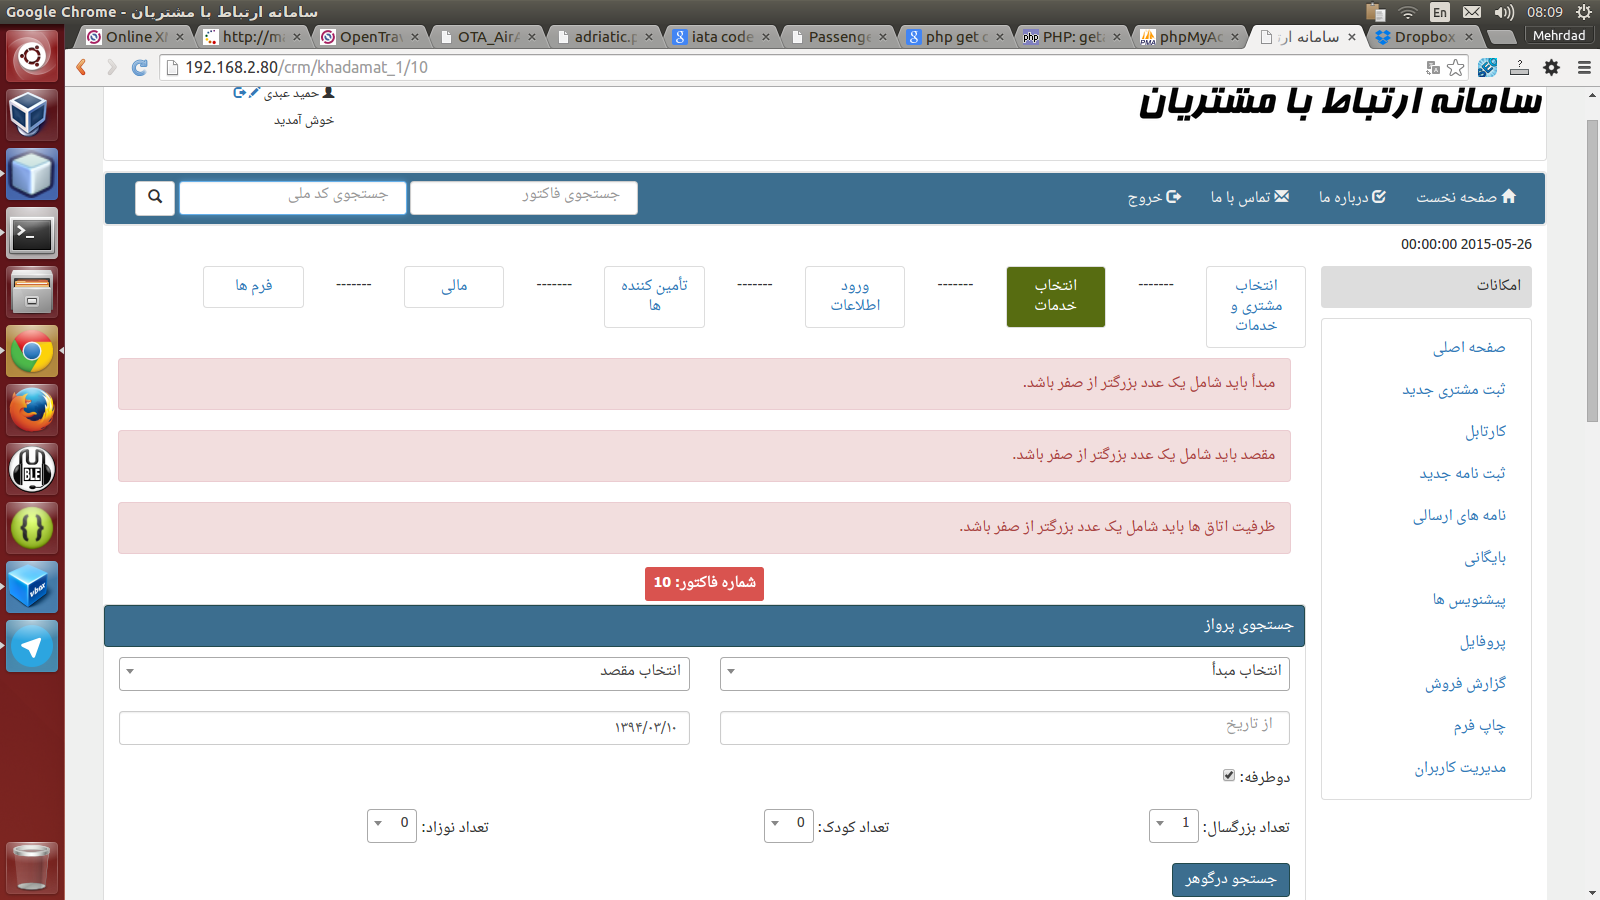 Google Chrome - سامانه ارتباط با مشتریان
En
08:09
Online XM
http://ma
OpenTrav
OTA_AirA
adriatic.p
iata code
Passenge
php get c
PHP: geta
phpMyAd
سامانه ار
Dropbox
Mehrdad
192.168.2.80/crm/khadamat_1/10
سامانه ارتباط با مشتریان
حمید عبدی
خوش آمدید
صفحه نخست
درباره ما
تماس با ما
خروج
جستجوی فاکتور
جستجوی کد ملی
2015-05-26 00:00:00
امکانات
صفحه اصلی
ثبت مشتری جدید
کارتابل
ثبت نامه جدید
نامه های ارسالی
بایگانی
پیشنویس ها
پروفایل
گزارش فروش
چاپ فرم
مدیریت کاربران
انتخاب مشتری و خدمات
-------
انتخاب خدمات
-------
ورود اطلاعات
-------
تأمین کننده ها
-------
مالی
-------
فرم ها
مبدأ باید شامل یک عدد بزرگتر از صفر باشد.
مقصد باید شامل یک عدد بزرگتر از صفر باشد.
ظرفیت اتاق ها باید شامل یک عدد بزرگتر از صفر باشد.
شماره فاکتور: 10
جستجوی پرواز
انتخاب مبدأ
انتخاب مقصد
از تاریخ
۱۳۹۴/۰۳/۱۰
دوطرفه:
تعداد بزرگسال: 1
تعداد کودک: 0
تعداد نوزاد: 0
جستجو درگوهر